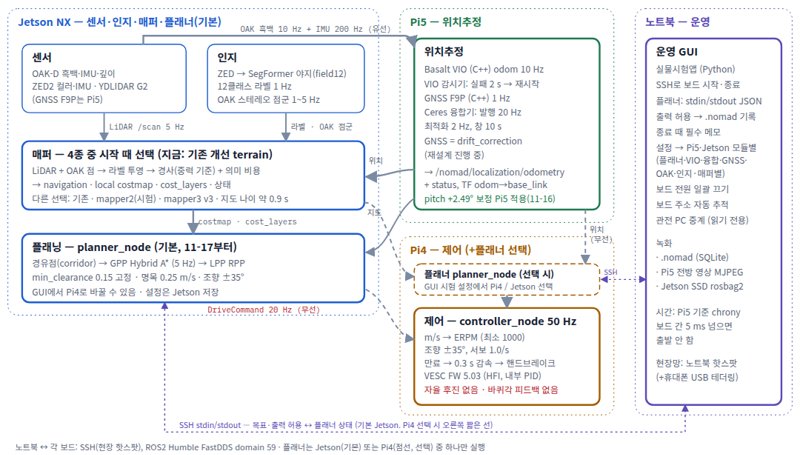 Jetson NX — 센서·인지·매퍼·플래너(기본)
OAK 흑백 10 Hz + IMU 200 Hz (유선)
센서
OAK-D 흑백·IMU·깊이
ZED2 컬러·IMU · YDLIDAR G2
(GNSS F9P는 Pi5)
인지
ZED → SegFormer 야지(field12)
12클래스 라벨 1 Hz
OAK 스테레오 점군 1~5 Hz
LiDAR /scan 5 Hz
라벨 · OAK 점군
매퍼 — 4종 중 시작 때 선택 (지금: 기존 개선 terrain)
LiDAR + OAK 점 → 라벨 투영 → 경사(중력 기준) + 의미 비용
→ navigation · local costmap · cost_layers · 상태
다른 선택: 기존 · mapper2(시험) · mapper3 v3 · 지도 나이 약 0.9 s
위치
지도
costmap · cost_layers
플래닝 — planner_node (기본, 11-17부터)
경유점(corridor) → GPP Hybrid A* (5 Hz) → LPP RPP
min_clearance 0.15 고정 · 명목 0.25 m/s · 조향 ±35°
GUI에서 Pi4로 바꿀 수 있음 · 설정은 Jetson 저장
DriveCommand 20 Hz (무선)
Pi5 — 위치추정
위치추정
Basalt VIO (C++) odom 10 Hz
VIO 감시기: 실패 2 s → 재시작
GNSS F9P (C++) 1 Hz
Ceres 융합기: 발행 20 Hz
최적화 2 Hz, 창 10 s
GNSS = drift_correction
(재설계 진행 중)
→ /nomad/localization/odometry
+ status, TF odom→base_link
pitch +2.49° 보정 Pi5 적용(11-16)
위치
(무선)
Pi4 — 제어 (+플래너 선택)
플래너 planner_node (선택 시)
GUI 시험 설정에서 Pi4 / Jetson 선택
SSH
제어 — controller_node 50 Hz
m/s → ERPM (최소 1000)
조향 ±35°, 서보 1.0/s
만료 → 0.3 s 감속 → 핸드브레이크
VESC FW 5.03 (HFI, 내부 PID)
자율 후진 없음 · 바퀴각 피드백 없음
노트북 — 운영
운영 GUI
실물시험앱 (Python)
SSH로 보드 시작·종료
플래너: stdin/stdout JSON
출력 허용 → .nomad 기록
종료 때 필수 메모
설정 → Pi5·Jetson 모듈별
(플래너·VIO·융합·GNSS·
OAK·인지·매퍼별)
보드 전원 일괄 끄기
보드 주소 자동 추적
관전 PC 중계 (읽기 전용)
녹화
· .nomad (SQLite)
· Pi5 전방 영상 MJPEG
· Jetson SSD rosbag2
시간: Pi5 기준 chrony
보드 간 5 ms 넘으면
출발 안 함
현장망: 노트북 핫스팟
(+휴대폰 USB 테더링)
SSH stdin/stdout — 목표·출력 허용 ↔ 플래너 상태 (기본 Jetson. Pi4 선택 시 오른쪽 짧은 선)
노트북 ↔ 각 보드: SSH(현장 핫스팟), ROS2 Humble FastDDS domain 59 · 플래너는 Jetson(기본) 또는 Pi4(점선, 선택) 중 하나만 실행